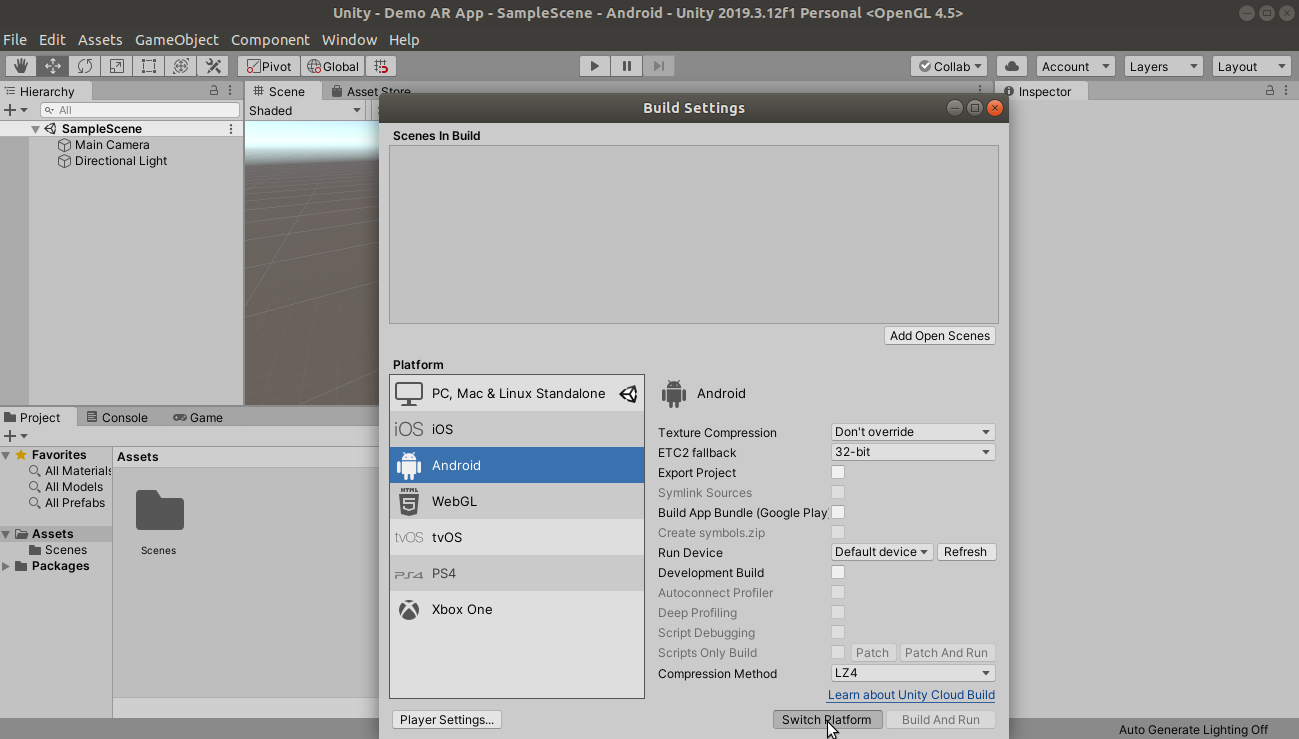 Unity - Demo AR App - SampleScene - Android - Unity 2019.3.12f1 Personal <OpenGL 4.5>
File Edit Assets GameObject Component Window Help
Pivot Global Collab Account Layers Layout
Hierarchy Scene Asset Store Inspector
All Shaded
SampleScene
Main Camera
Directional Light
Build Settings
Scenes In Build
Add Open Scenes
Platform
PC, Mac & Linux Standalone
iOS iOS
Android
HTML 5 WebGL
tvOS tvOS
PS4 PS4
Xbox One
Android
Texture Compression Don't override
ETC2 fallback 32-bit
Export Project
Symlink Sources
Build App Bundle (Google Play
Create symbols.zip
Run Device Default device Refresh
Development Build
Autoconnect Profiler
Deep Profiling
Script Debugging
Scripts Only Build Patch Patch And Run
Compression Method LZ4
Learn about Unity Cloud Build
Player Settings... Switch Platform Build And Run
Project Console Game
Favorites
All Materials
All Models
All Prefabs
Assets
Scenes
Packages
Assets
Scenes
Auto Generate Lighting Off